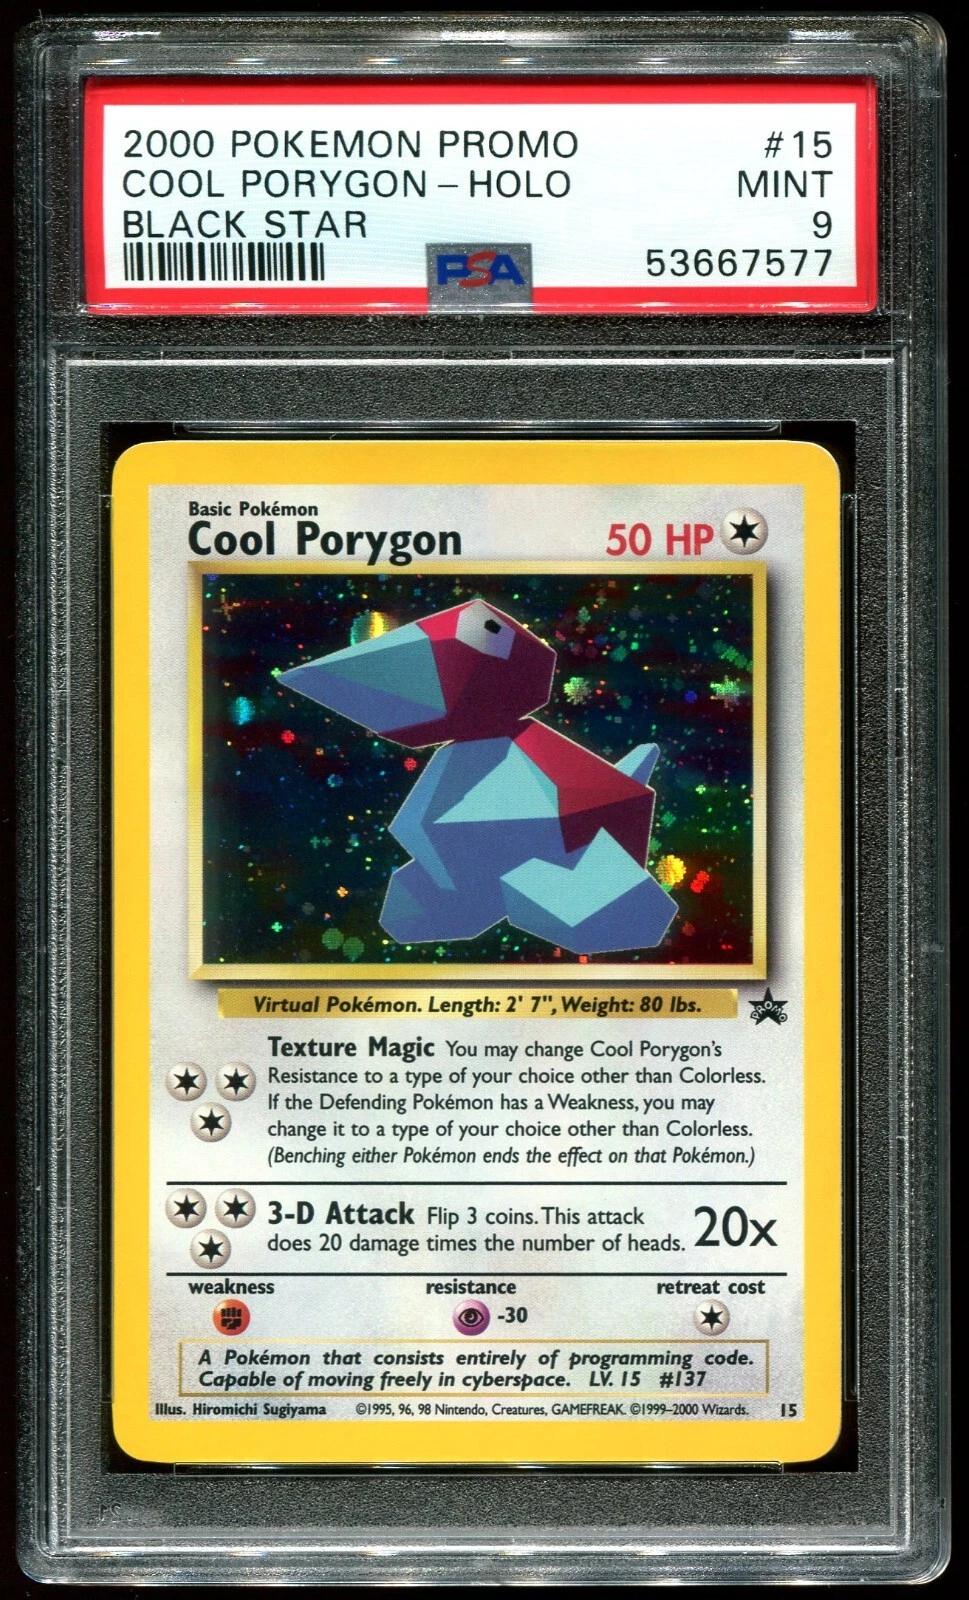 2000 POKEMON PROMO #15
COOL PORYGON – HOLO MINT
BLACK STAR 9
PSA 53667577
Basic Pokémon
Cool Porygon 50 HP
Virtual Pokémon. Length: 2' 7", Weight: 80 lbs.
PROMO
Texture Magic You may change Cool Porygon's
Resistance to a type of your choice other than Colorless.
If the Defending Pokémon has a Weakness, you may
change it to a type of your choice other than Colorless.
(Benching either Pokémon ends the effect on that Pokémon.)
3-D Attack Flip 3 coins. This attack
does 20 damage times the number of heads. 20x
weakness resistance retreat cost
-30
A Pokémon that consists entirely of programming code.
Capable of moving freely in cyberspace. LV. 15 #137
Illus. Hiromichi Sugiyama ©1995, 96, 98 Nintendo, Creatures, GAMEFREAK. ©1999–2000 Wizards. 15